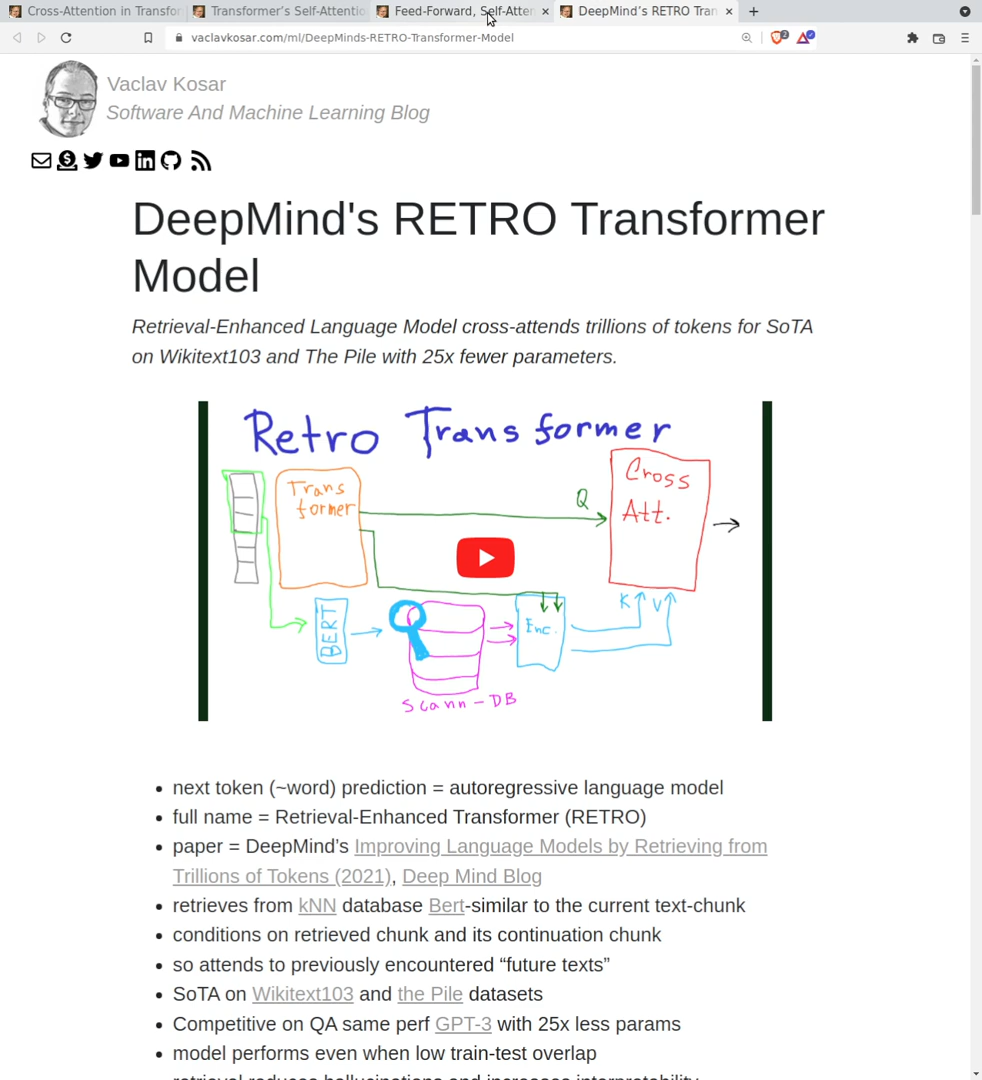 Cross-Attention in Transfor
Transformer's Self-Attentio
Feed-Forward, Self-Atten
DeepMind's RETRO Tran
vaclavkosar.com/ml/DeepMinds-RETRO-Transformer-Model
2
Vaclav Kosar
Software And Machine Learning Blog
DeepMind's RETRO Transformer
Model
Retrieval-Enhanced Language Model cross-attends trillions of tokens for SoTA
on Wikitext103 and The Pile with 25x fewer parameters.
Retro Transformer
Trans
former
Q
Cross
Att.
BERT
Enc.
K V
Scann-DB
• next token (~word) prediction = autoregressive language model
• full name = Retrieval-Enhanced Transformer (RETRO)
• paper = DeepMind's Improving Language Models by Retrieving from
Trillions of Tokens (2021), Deep Mind Blog
• retrieves from kNN database Bert-similar to the current text-chunk
• conditions on retrieved chunk and its continuation chunk
• so attends to previously encountered “future texts”
• SoTA on Wikitext103 and the Pile datasets
• Competitive on QA same perf GPT-3 with 25x less params
• model performs even when low train-test overlap
retrieval reduces hallucinations and increases interpretability